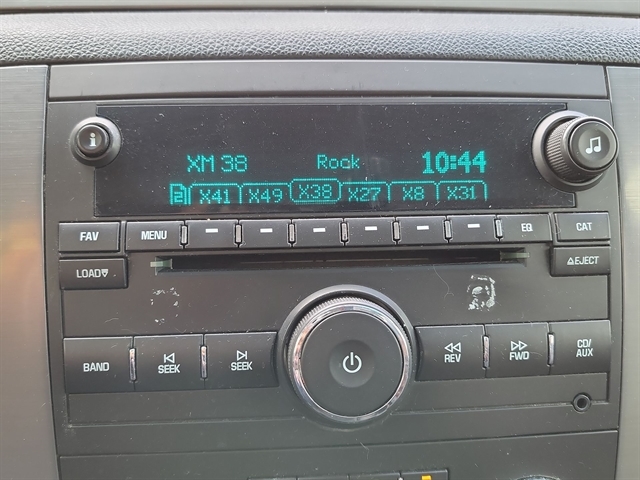 XM 38 Rock 10:44
2 X41 X49 X38 X27 X8 X31
FAV MENU EQ CAT
LOAD EJECT
BAND SEEK SEEK REV FWD CD/AUX